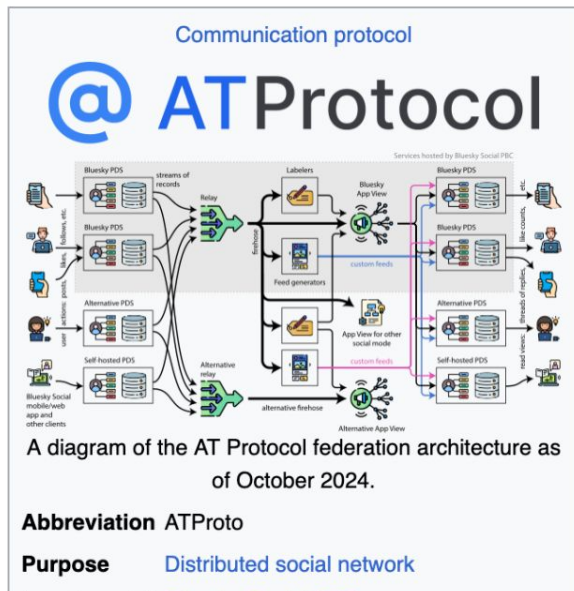 Communication protocol
@ ATProtocol
Services hosted by Bluesky Social PBC
Bluesky PDS
streams of
records
Relay
Labelers
Bluesky
App View
Bluesky PDS
etc.
follows, etc.
Bluesky PDS
likes,
firehose
Feed generators
custom feeds
Bluesky PDS
like counts,
user actions: posts,
Alternative PDS
App View for other
social mode
Alternative PDS
read views: threads of replies,
Self-hosted PDS
Alternative
relay
custom feeds
Self-hosted PDS
Bluesky Social
mobile/web
app and
other clients
alternative firehose
Alternative App View
A diagram of the AT Protocol federation architecture as
of October 2024.
Abbreviation ATProto
Purpose Distributed social network